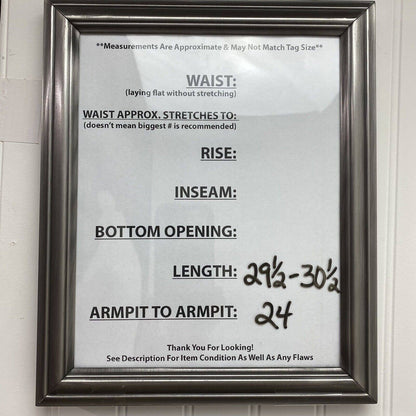 **Measurements Are Approximate & May Not Match Tag Size**
WAIST:
(laying flat without stretching)
WAIST APPROX. STRETCHES TO:
(doesn't mean biggest # is recommended)
RISE:
INSEAM:
BOTTOM OPENING:
LENGTH: 29½-30½
ARMPIT TO ARMPIT: 24
Thank You For Looking!
See Description For Item Condition As Well As Any Flaws